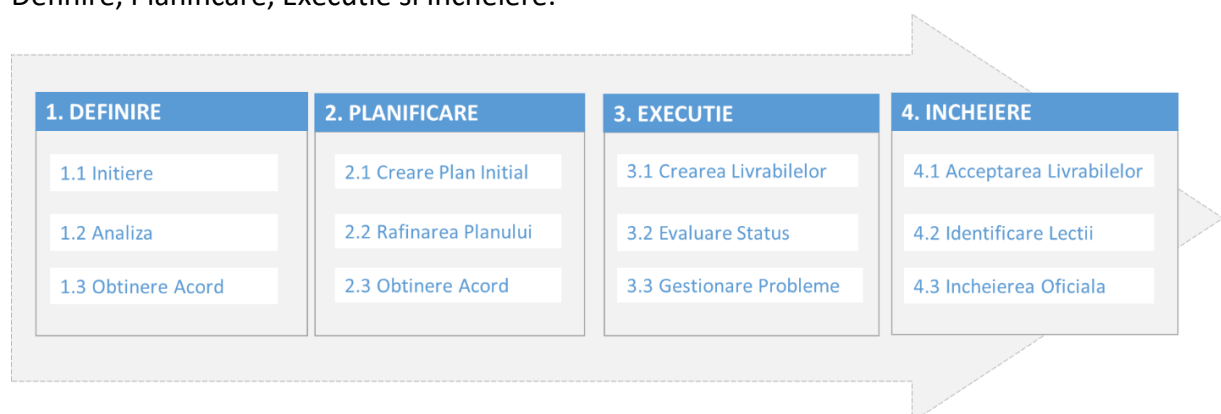 Definire, Planificare, Executie si Incheiere.
1. DEFINIRE
1.1 Initiere
1.2 Analiza
1.3 Obtinere Acord
2. PLANIFICARE
2.1 Creare Plan Initial
2.2 Rafinarea Planului
2.3 Obtinere Acord
3. EXECUTIE
3.1 Crearea Livrabilelor
3.2 Evaluare Status
3.3 Gestionare Probleme
4. INCHEIERE
4.1 Acceptarea Livrabilelor
4.2 Identificare Lectii
4.3 Incheierea Oficiala